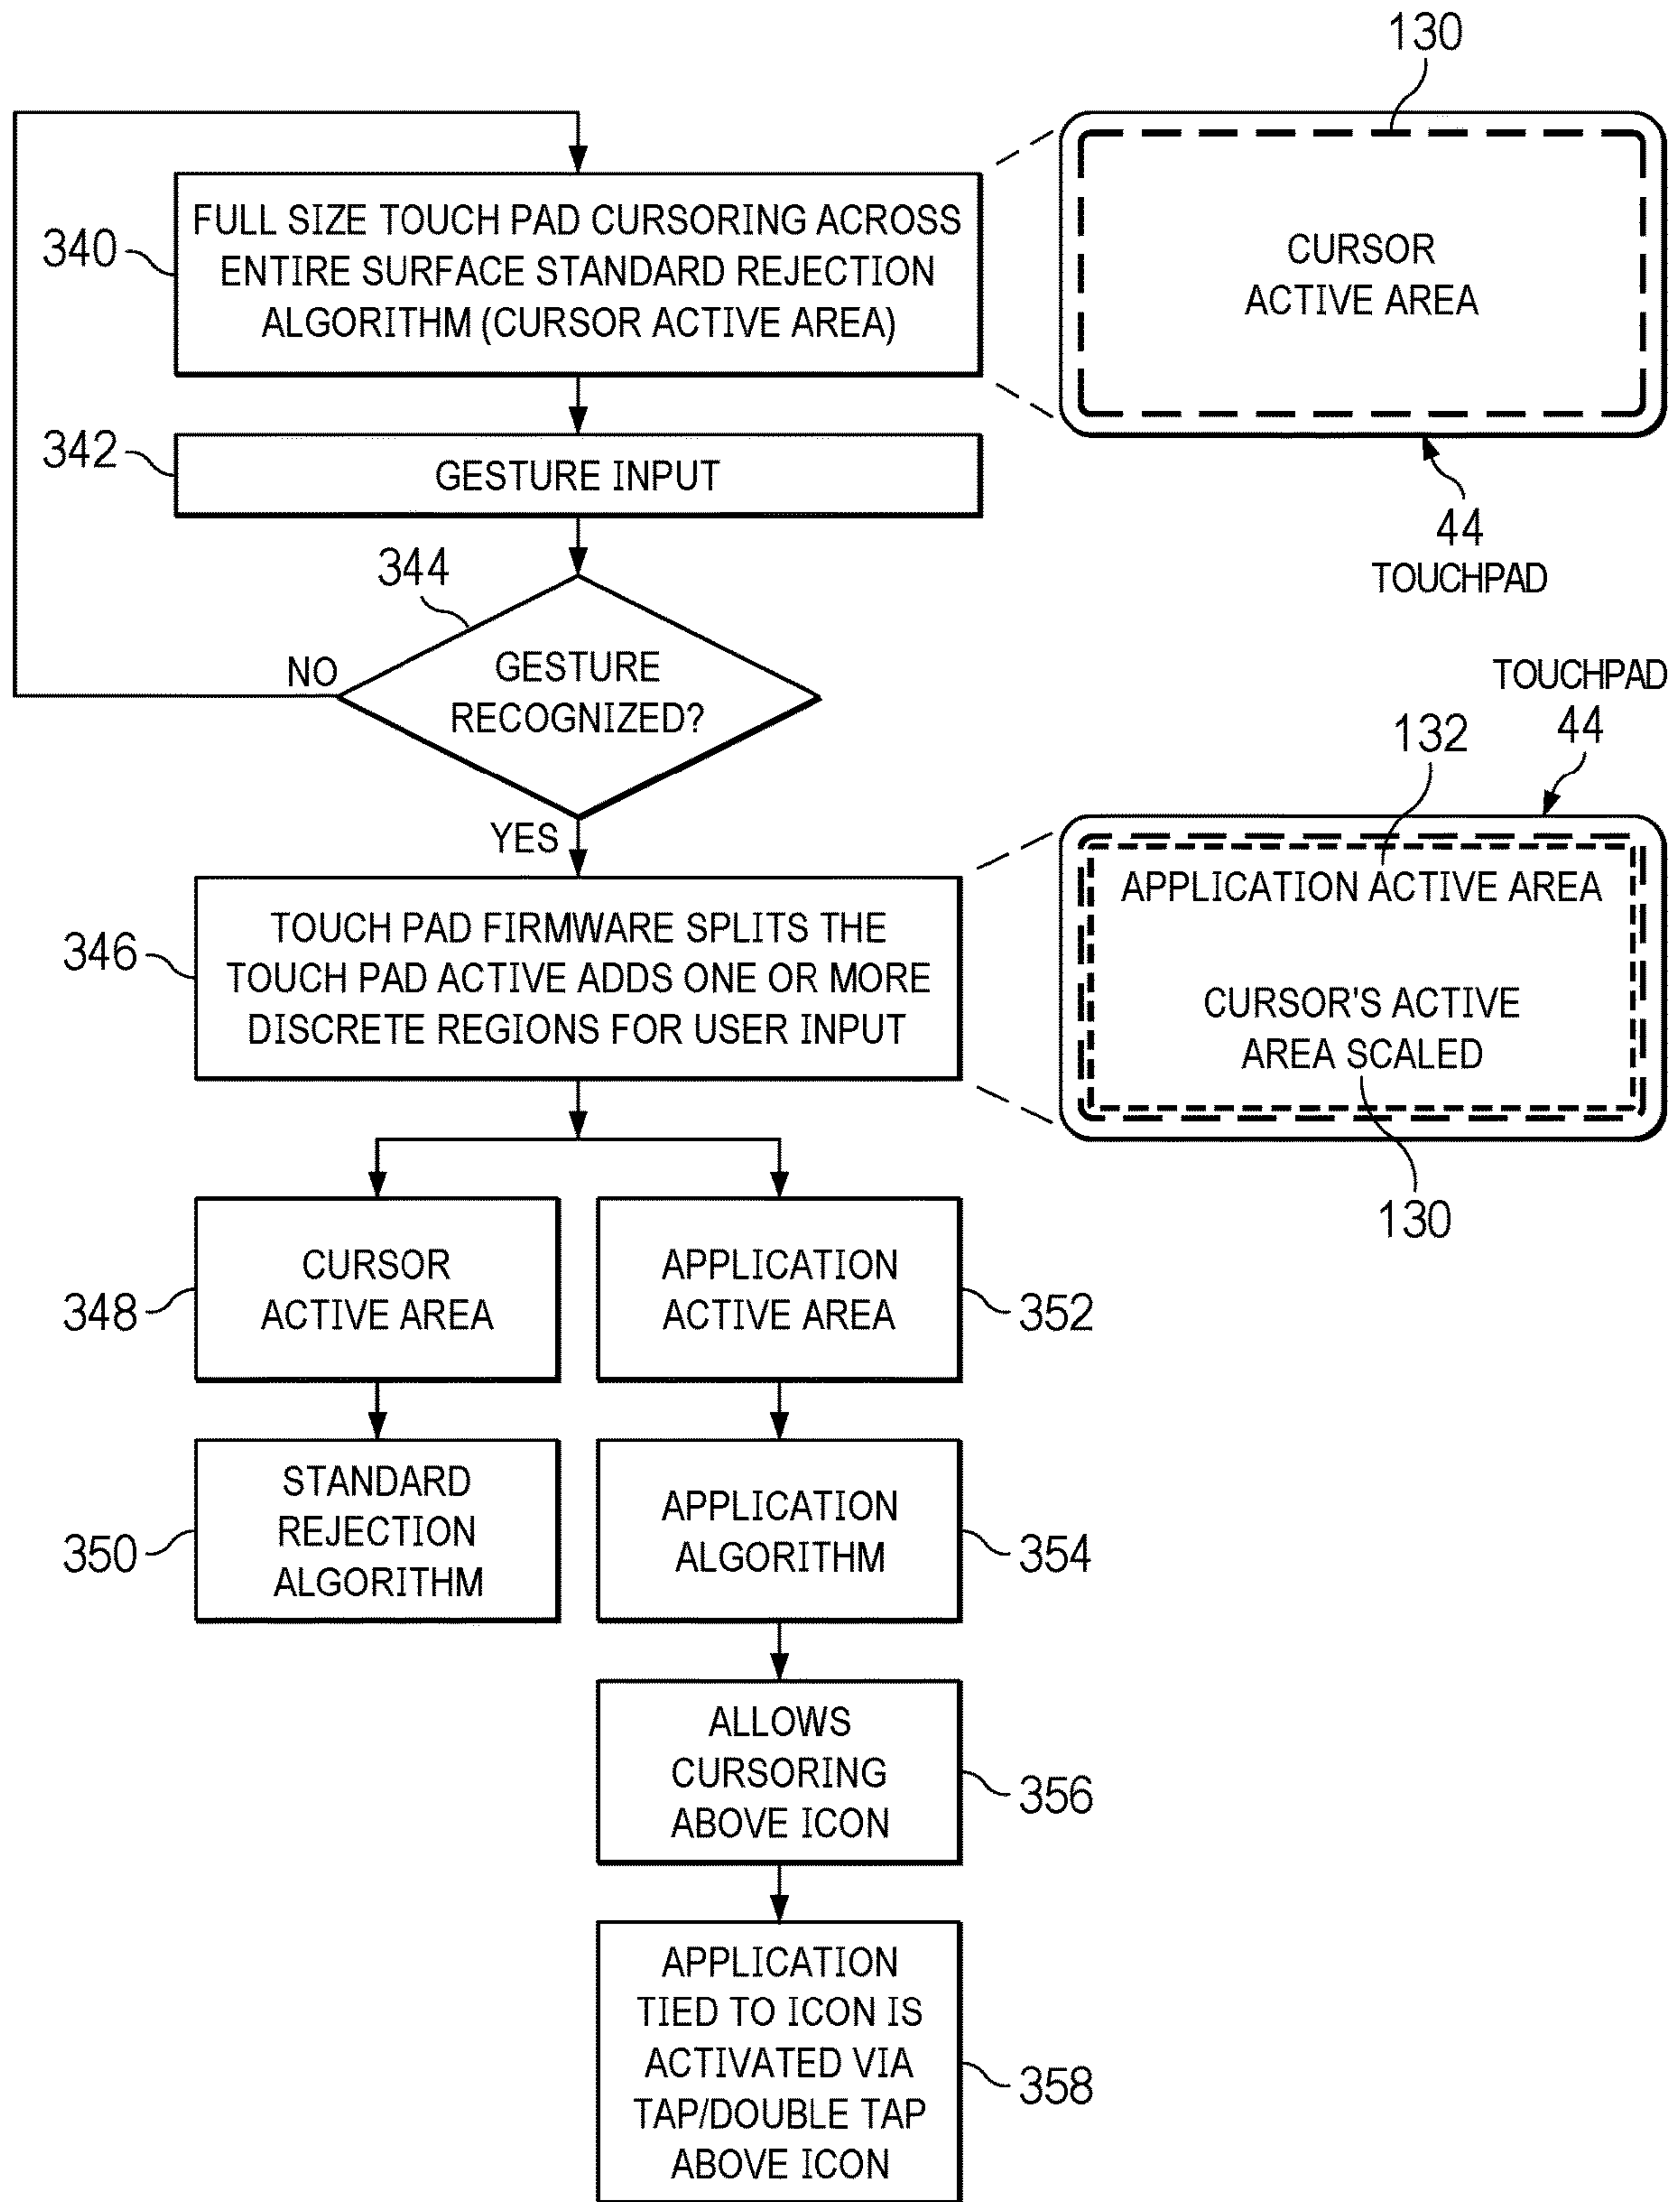 130
340
FULL SIZE TOUCH PAD CURSORING ACROSS
ENTIRE SURFACE STANDARD REJECTION
ALGORITHM (CURSOR ACTIVE AREA)
CURSOR
ACTIVE AREA
342
GESTURE INPUT
44
TOUCHPAD
344
NO
GESTURE
RECOGNIZED?
YES
TOUCHPAD
44
132
346
TOUCH PAD FIRMWARE SPLITS THE
TOUCH PAD ACTIVE ADDS ONE OR MORE
DISCRETE REGIONS FOR USER INPUT
APPLICATION ACTIVE AREA
CURSOR'S ACTIVE
AREA SCALED
130
348
CURSOR
ACTIVE AREA
APPLICATION
ACTIVE AREA
352
350
STANDARD
REJECTION
ALGORITHM
APPLICATION
ALGORITHM
354
ALLOWS
CURSORING
ABOVE ICON
356
APPLICATION
TIED TO ICON IS
ACTIVATED VIA
TAP/DOUBLE TAP
ABOVE ICON
358